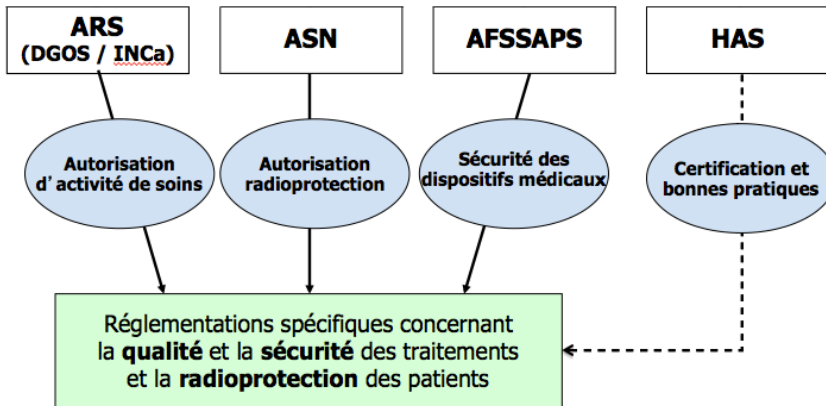 ARS
(DGOS / INCa)
ASN
AFSSAPS
HAS
Autorisation
d'activité de soins
Autorisation
radioprotection
Sécurité des
dispositifs médicaux
Certification et
bonnes pratiques
Réglementations spécifiques concernant
la qualité et la sécurité des traitements
et la radioprotection des patients